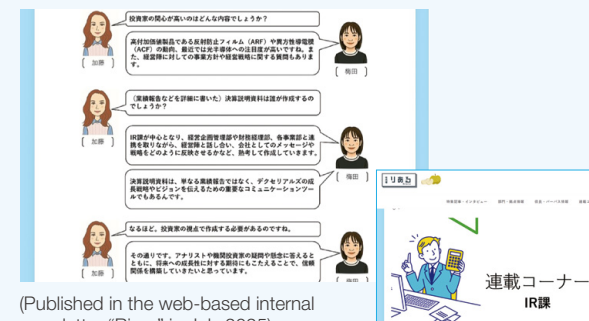 投資家の関心が高いのはどんな内容でしょうか？
[ 加藤 ]
高付加価値製品である反射防止フィルム（ARF）や異方性導電膜
（ACF）の動向、最近では光半導体への注目度が高いですね。ま
た、経営陣に対しての事業方針や経営戦略に関する質問もありま
す。
[ 梅田 ]
（業績報告などを詳細に書いた）決算説明資料は誰が作成するの
でしょうか？
[ 加藤 ]
IR課が中心となり、経営企画管理部や財務経理部、各事業部と連
携を取りながら、経営陣と話し合い、会社としてのメッセージや
戦略をどのように反映させるかなど、熟考して作成していきます。
[ 梅田 ]
決算説明資料は、単なる業績報告ではなく、デクセリアルズの成
長戦略やビジョンを伝えるための重要なコミュニケーションツー
ルでもあるんです。
なるほど、投資家の視点で作成する必要があるのですね。
[ 加藤 ]
その通りです。アナリストや機関投資家の疑問や懸念に答えると
ともに、将来への成長性に対する期待にもこたえることで、信頼
関係を構築していきたいと思っています。
連載コーナー
IR課
(Published in the web-based internal